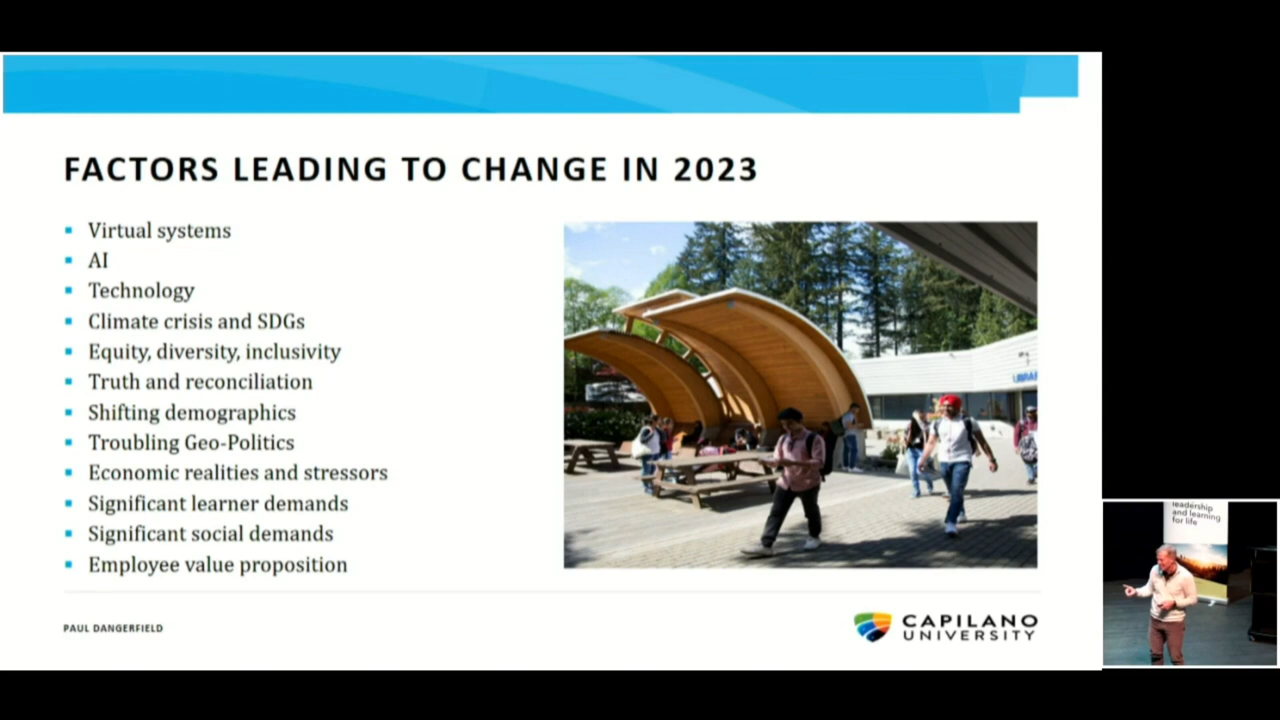 FACTORS LEADING TO CHANGE IN 2023
Virtual systems
AI
Technology
Climate crisis and SDGs
Equity, diversity, inclusivity
Truth and reconciliation
Shifting demographics
Troubling Geo-Politics
Economic realities and stressors
Significant learner demands
Significant social demands
Employee value proposition
PAUL DANGERFIELD
CAPILANO
UNIVERSITY
leadership
and learning
for life